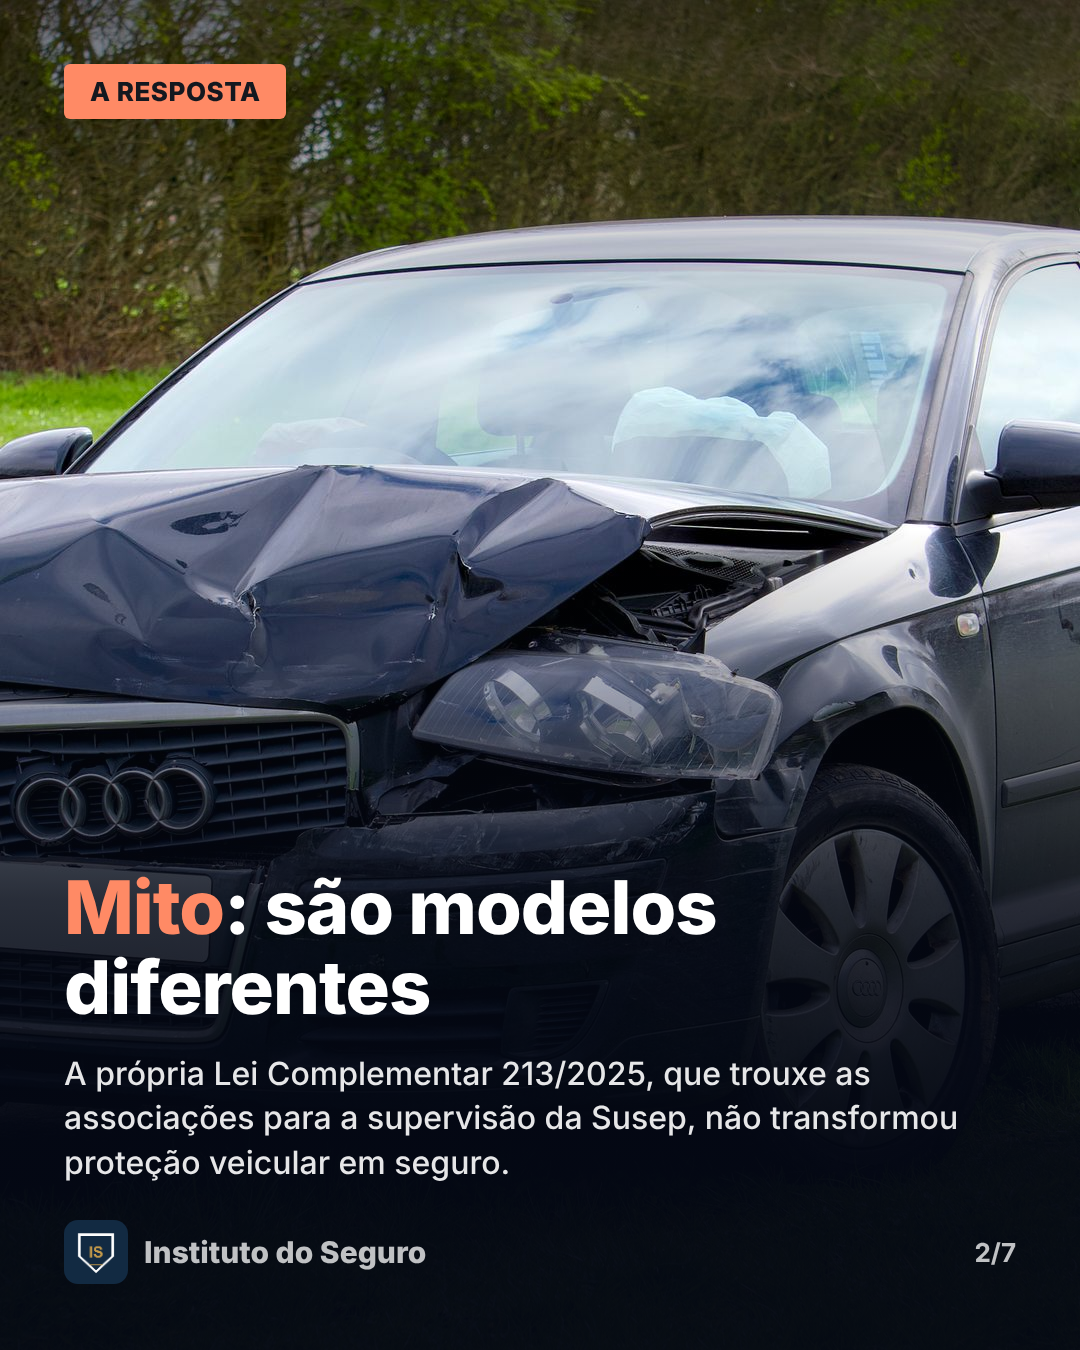 A RESPOSTA
Mito: são modelos
diferentes
A própria Lei Complementar 213/2025, que trouxe as
associações para a supervisão da Susep, não transformou
proteção veicular em seguro.
IS
Instituto do Seguro
2/7